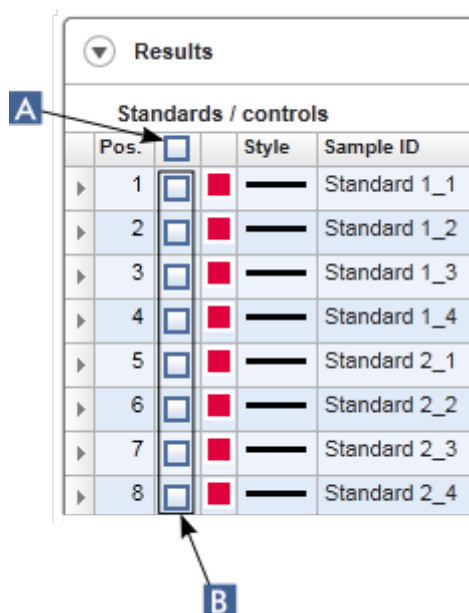 Results
Standards / controls
A
Pos. Style Sample ID
1 Standard 1_1
2 Standard 1_2
3 Standard 1_3
4 Standard 1_4
5 Standard 2_1
6 Standard 2_2
7 Standard 2_3
8 Standard 2_4
B